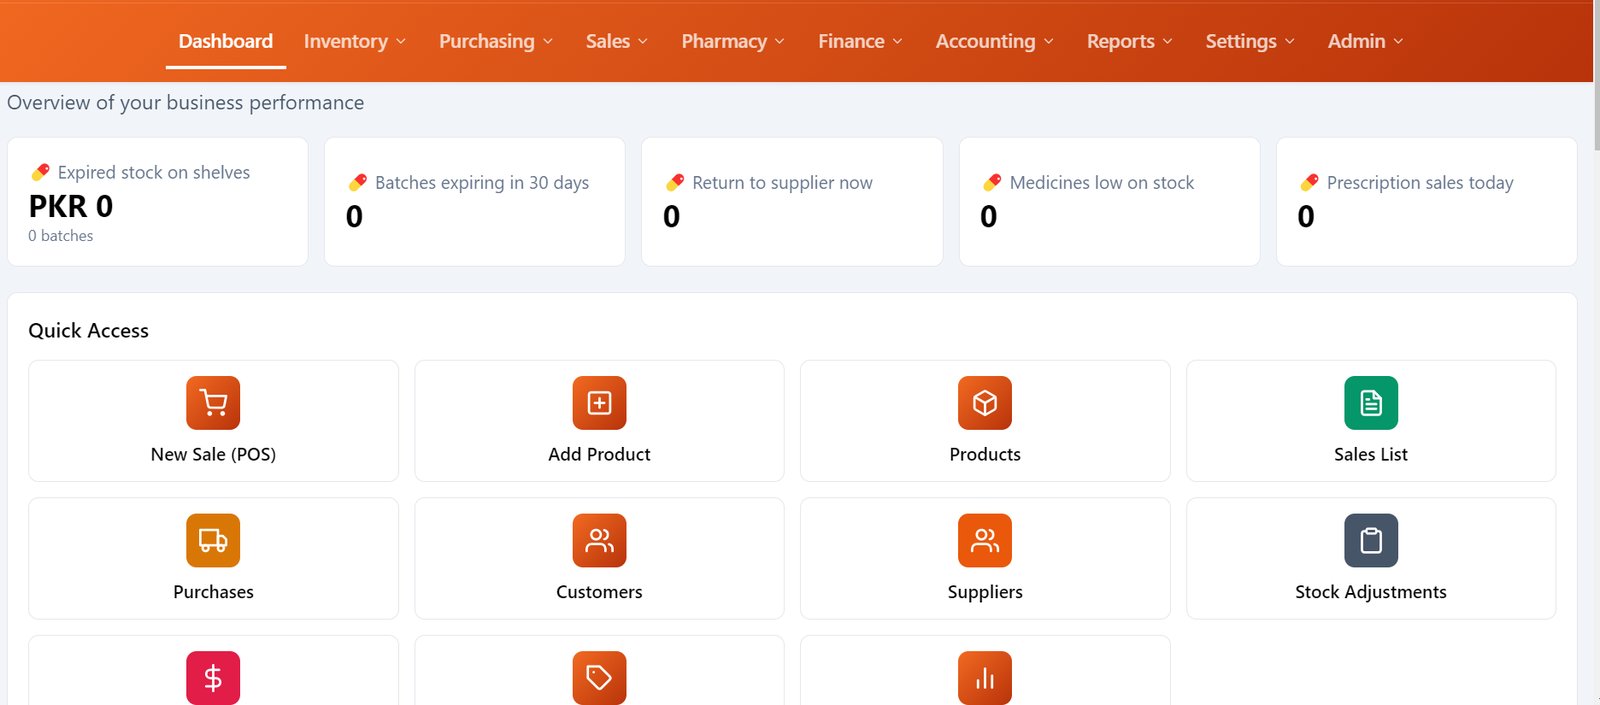 Dashboard Inventory Purchasing Sales Pharmacy Finance Accounting Reports Settings Admin
Overview of your business performance
Expired stock on shelves
PKR 0
0 batches
Batches expiring in 30 days
0
Return to supplier now
0
Medicines low on stock
0
Prescription sales today
0
Quick Access
New Sale (POS)
Add Product
Products
Sales List
Purchases
Customers
Suppliers
Stock Adjustments